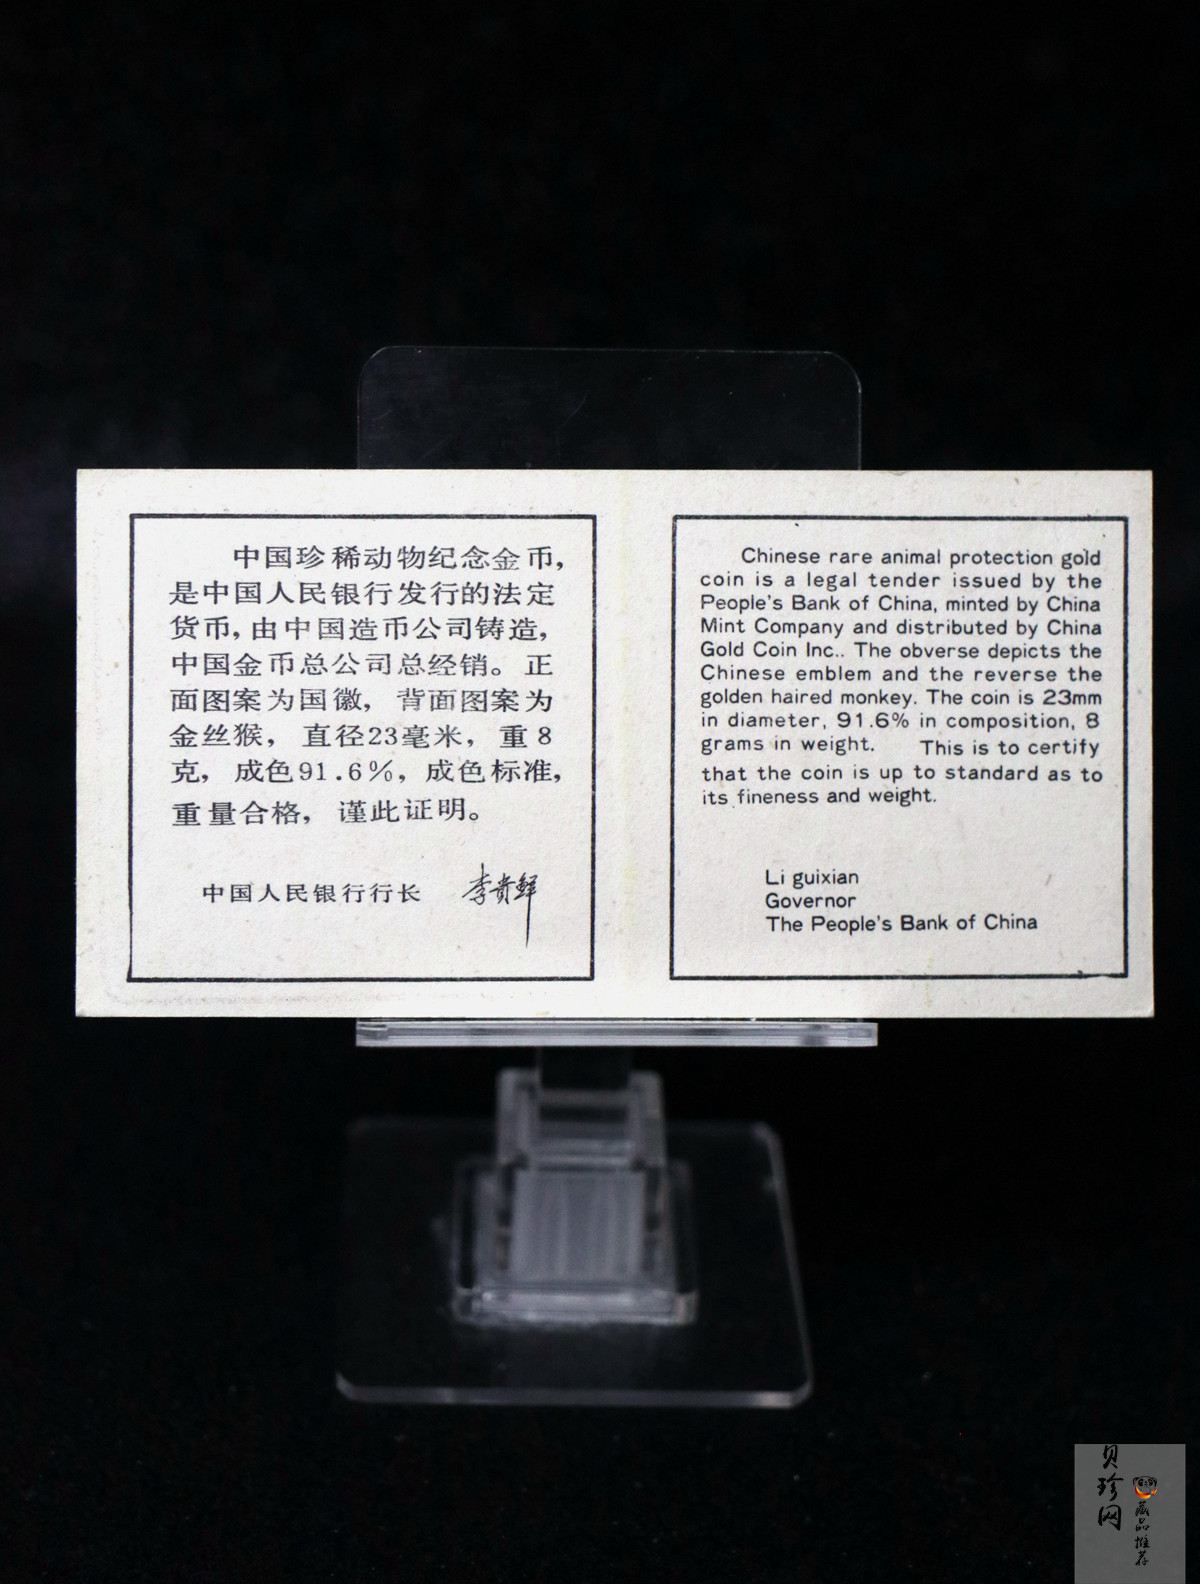 中国珍稀动物纪念金币，
是中国人民银行发行的法定
货币，由中国造币公司铸造，
中国金币总公司总经销。正
面图案为国徽，背面图案为
金丝猴，直径23毫米，重8
克，成色91.6%，成色标准，
重量合格，谨此证明。
中国人民银行行长 李贵鲜
Chinese rare animal protection gold
coin is a legal tender issued by the
People's Bank of China, minted by China
Mint Company and distributed by China
Gold Coin Inc.. The obverse depicts the
Chinese emblem and the reverse the
golden haired monkey. The coin is 23mm
in diameter, 91.6% in composition, 8
grams in weight. This is to certify
that the coin is up to standard as to
its fineness and weight.
Li guixian
Governor
The People's Bank of China
贝珍网
藏品推荐